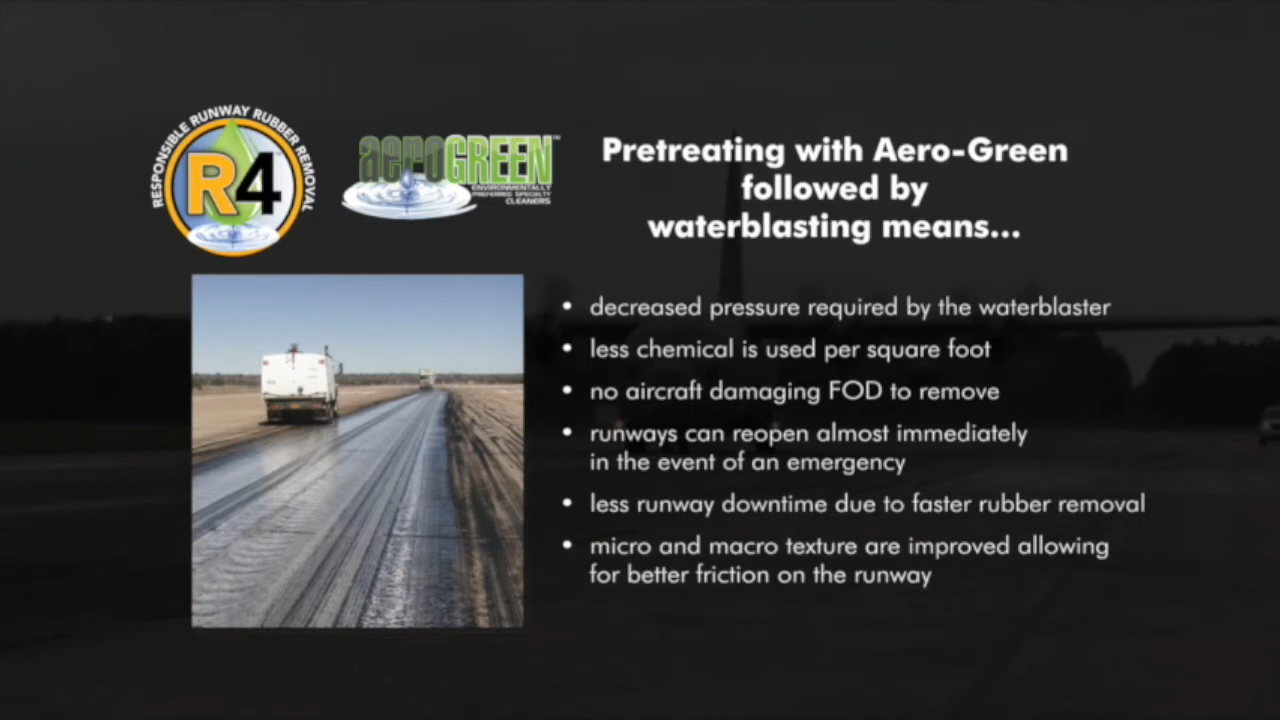 RESPONSIBLE RUNWAY RUBBER REMOVAL
R4
aeroGREEN™
ENVIRONMENTALLY
PREFERRED SPECIALTY
CLEANERS
Pretreating with Aero-Green
followed by
waterblasting means...
• decreased pressure required by the waterblaster
• less chemical is used per square foot
• no aircraft damaging FOD to remove
• runways can reopen almost immediately
in the event of an emergency
• less runway downtime due to faster rubber removal
• micro and macro texture are improved allowing
for better friction on the runway